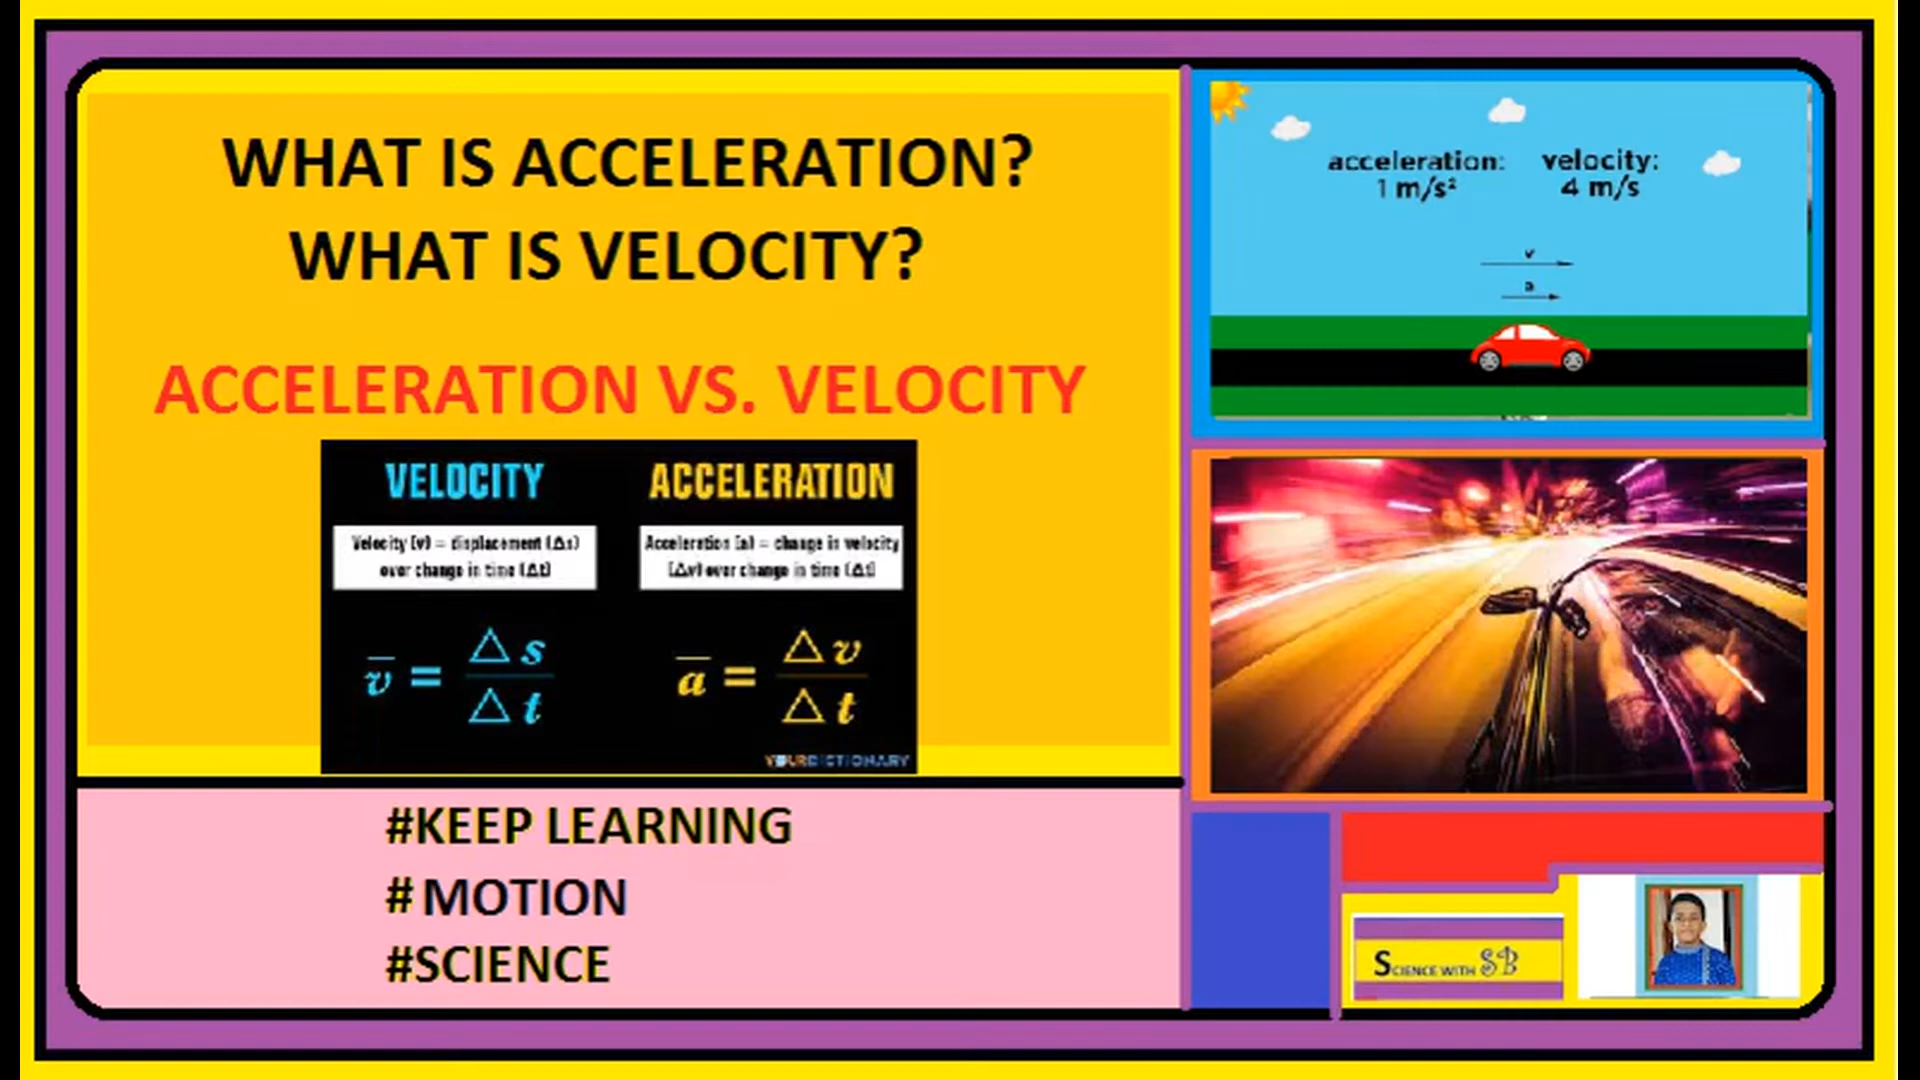 WHAT IS ACCELERATION?
WHAT IS VELOCITY?
ACCELERATION VS. VELOCITY
VELOCITY
Velocity (v) = displacement (Δs)
over change in time (Δt)
v̅ = Δs
Δt
ACCELERATION
Acceleration (a) = change in velocity
(Δv) over change in time (Δt)
a̅ = Δv
Δt
YOURDICTIONARY
#KEEP LEARNING
# MOTION
#SCIENCE
acceleration:
1 m/s²
velocity:
4 m/s
v
a
SCIENCE WITH SB